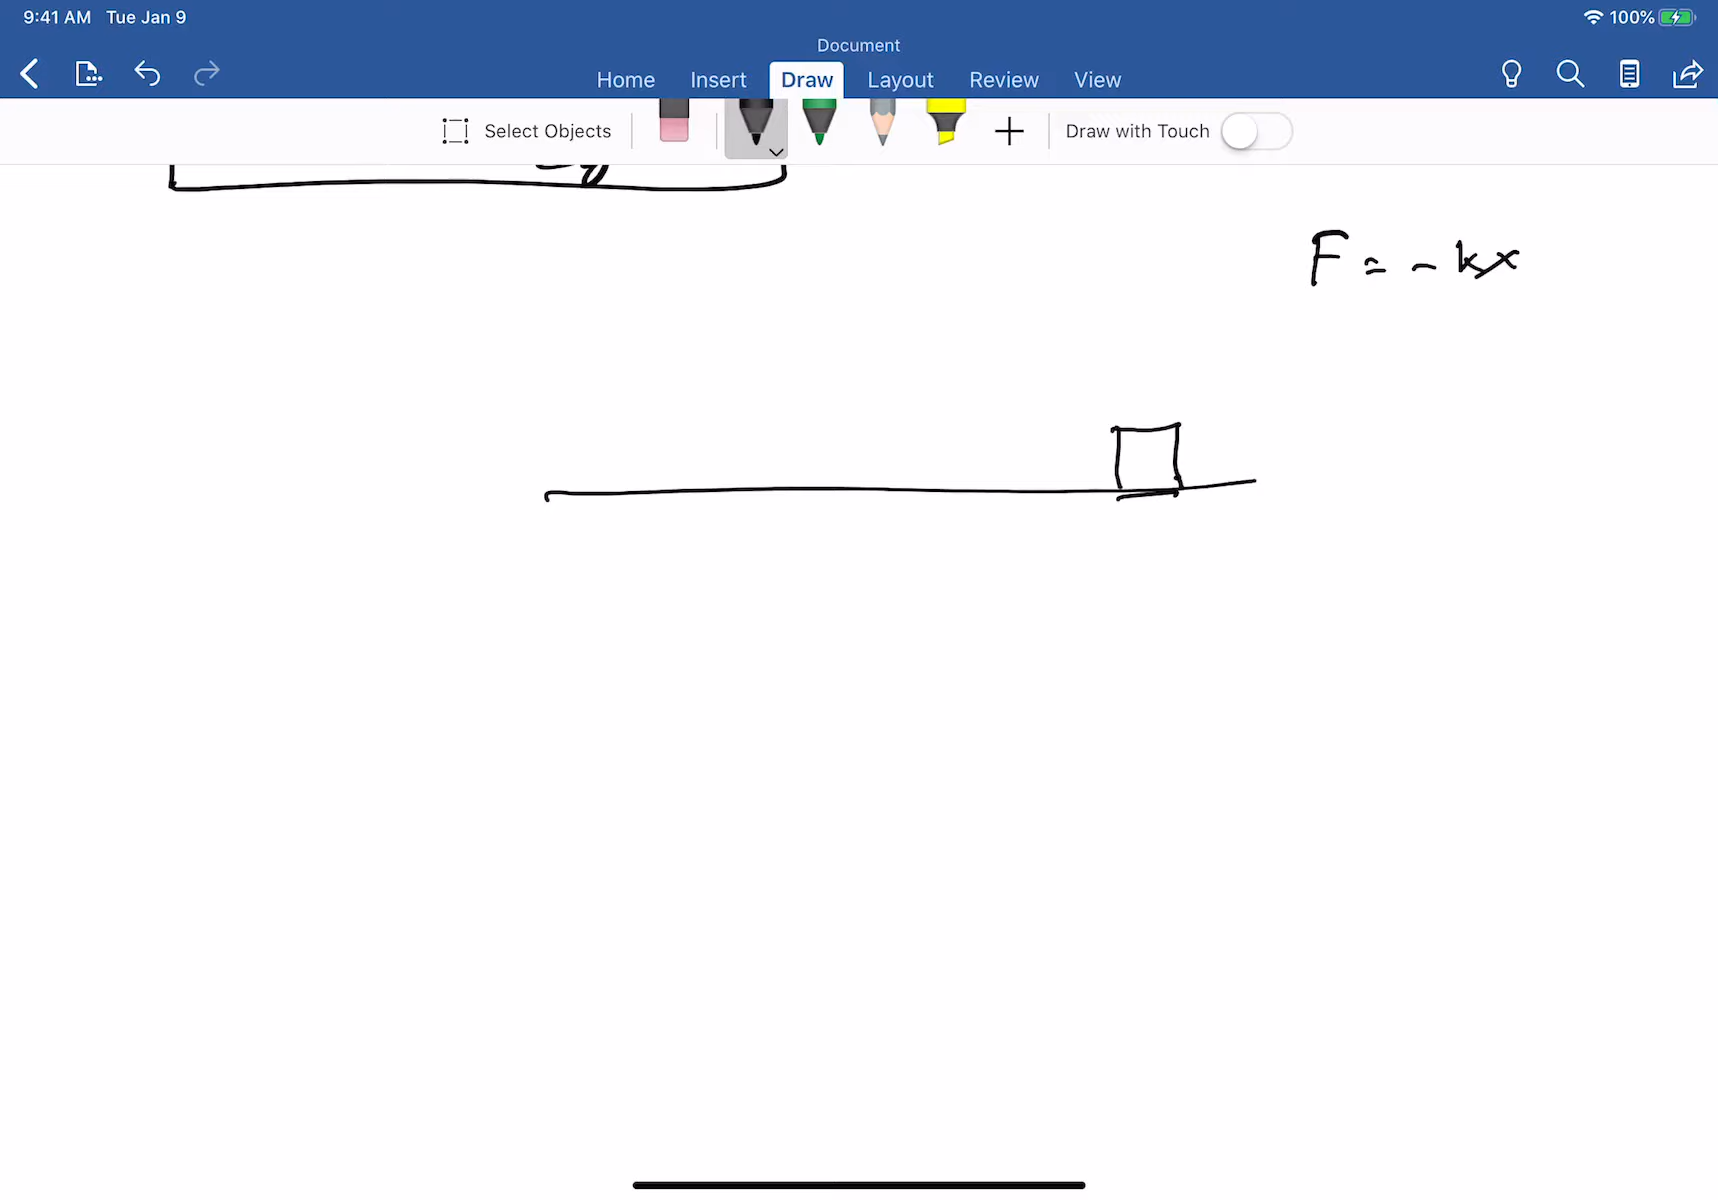 9:41 AM Tue Jan 9
100%
Document
Home Insert Draw Layout Review View
Select Objects
Draw with Touch
F = - kx